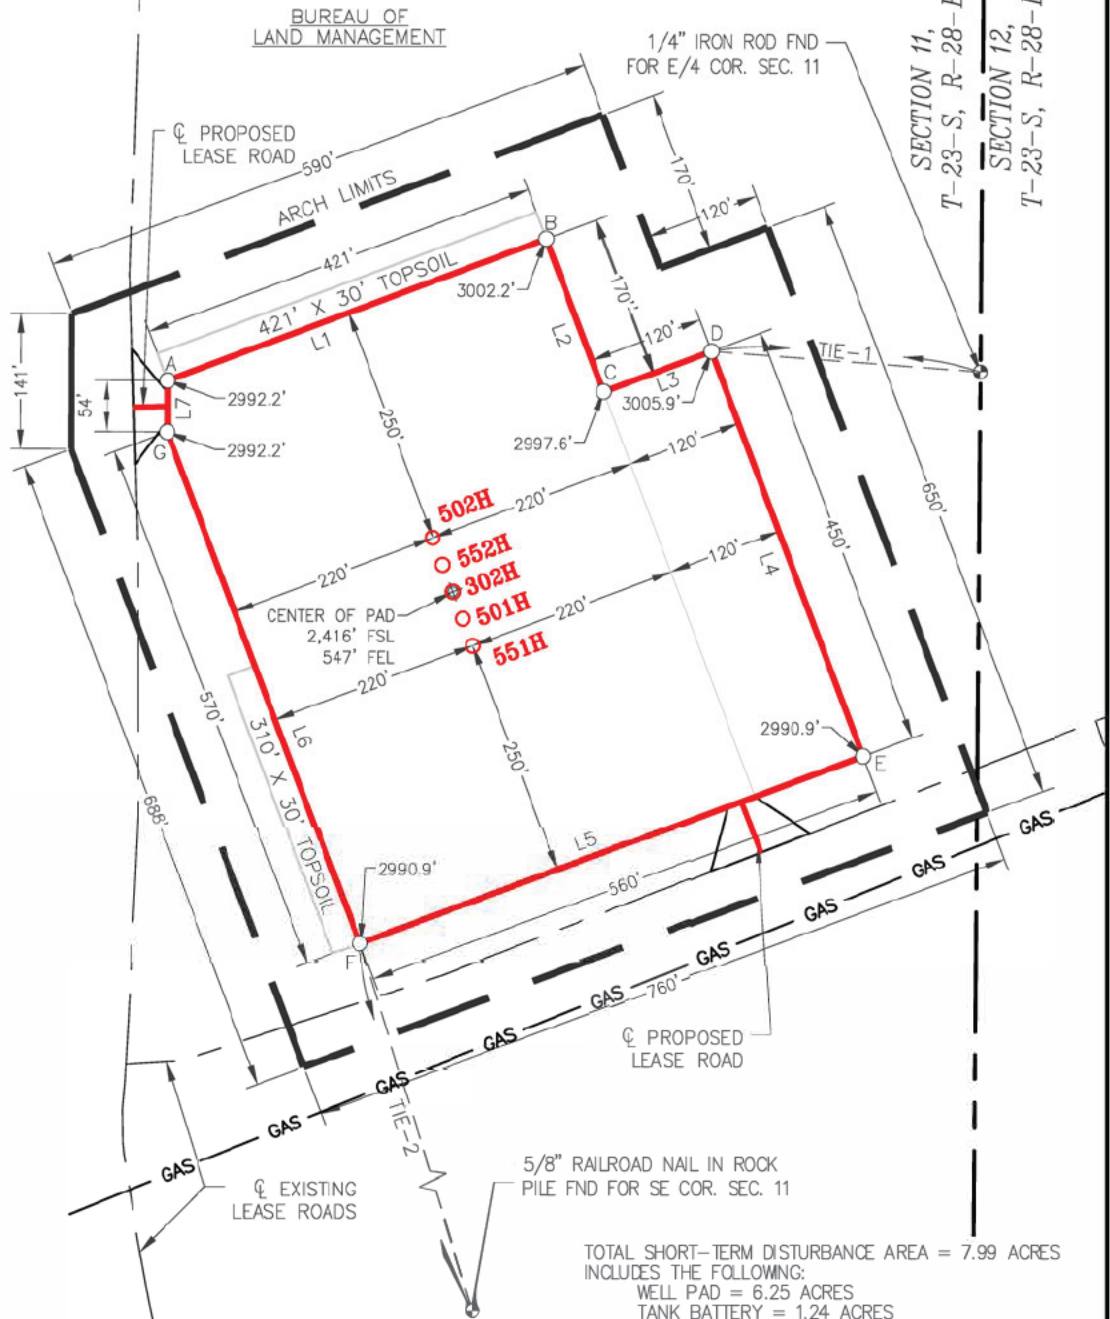 BUREAU OF
LAND MANAGEMENT
1/4" IRON ROD FND
FOR E/4 COR. SEC. 11
SECTION 11,
T-23-S, R-28-E
SECTION 12,
T-23-S, R-28-E
℄ PROPOSED
LEASE ROAD
590'
ARCH LIMITS
421'
421' X 30' TOPSOIL
L1
170'
120'
B
3002.2'
170''
L2
120'
D
TIE-1
C
L3
3005.9'
2997.6'
A
141'
54'
L7
2992.2'
G
2992.2'
250'
120'
220'
650'
450'
L4
502H
552H
302H
501H
551H
220'
120'
220'
CENTER OF PAD
2,416' FSL
547' FEL
220'
570'
L6
310' X 30' TOPSOIL
250'
2990.9'
E
686'
L5
2990.9'
560'
F
760'
GAS
GAS
GAS
GAS
GAS
GAS
GAS
GAS
GAS
℄ PROPOSED
LEASE ROAD
TIE-2
℄ EXISTING
LEASE ROADS
5/8" RAILROAD NAIL IN ROCK
PILE FND FOR SE COR. SEC. 11
TOTAL SHORT-TERM DISTURBANCE AREA = 7.99 ACRES
INCLUDES THE FOLLOWING:
WELL PAD = 6.25 ACRES
TANK BATTERY = 1.24 ACRES